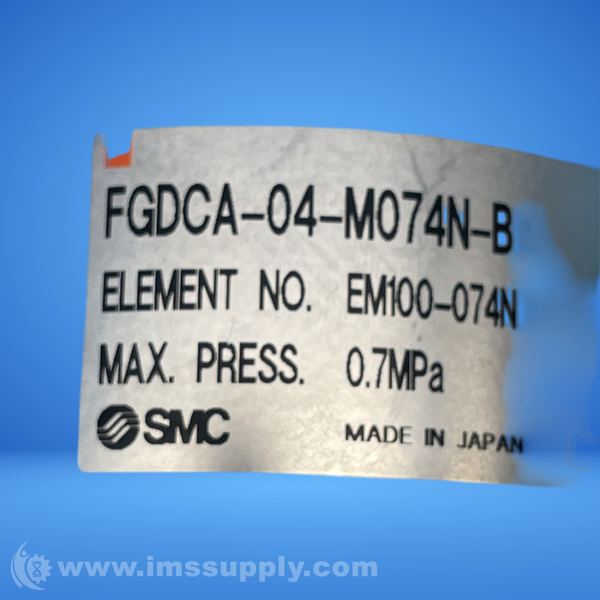 FGDCA-04-M074N-B
ELEMENT NO. EM100-074N
MAX. PRESS. 0.7MPa
SMC MADE IN JAPAN
www.imssupply.com